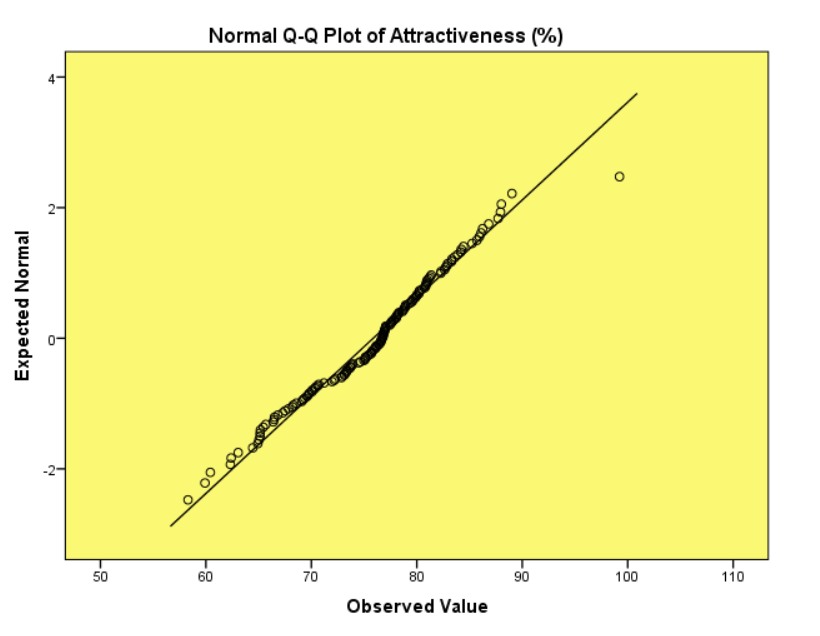 Normal Q-Q Plot of Attractiveness (%)
4
2
0
-2
Expected Normal
50 60 70 80 90 100 110
Observed Value